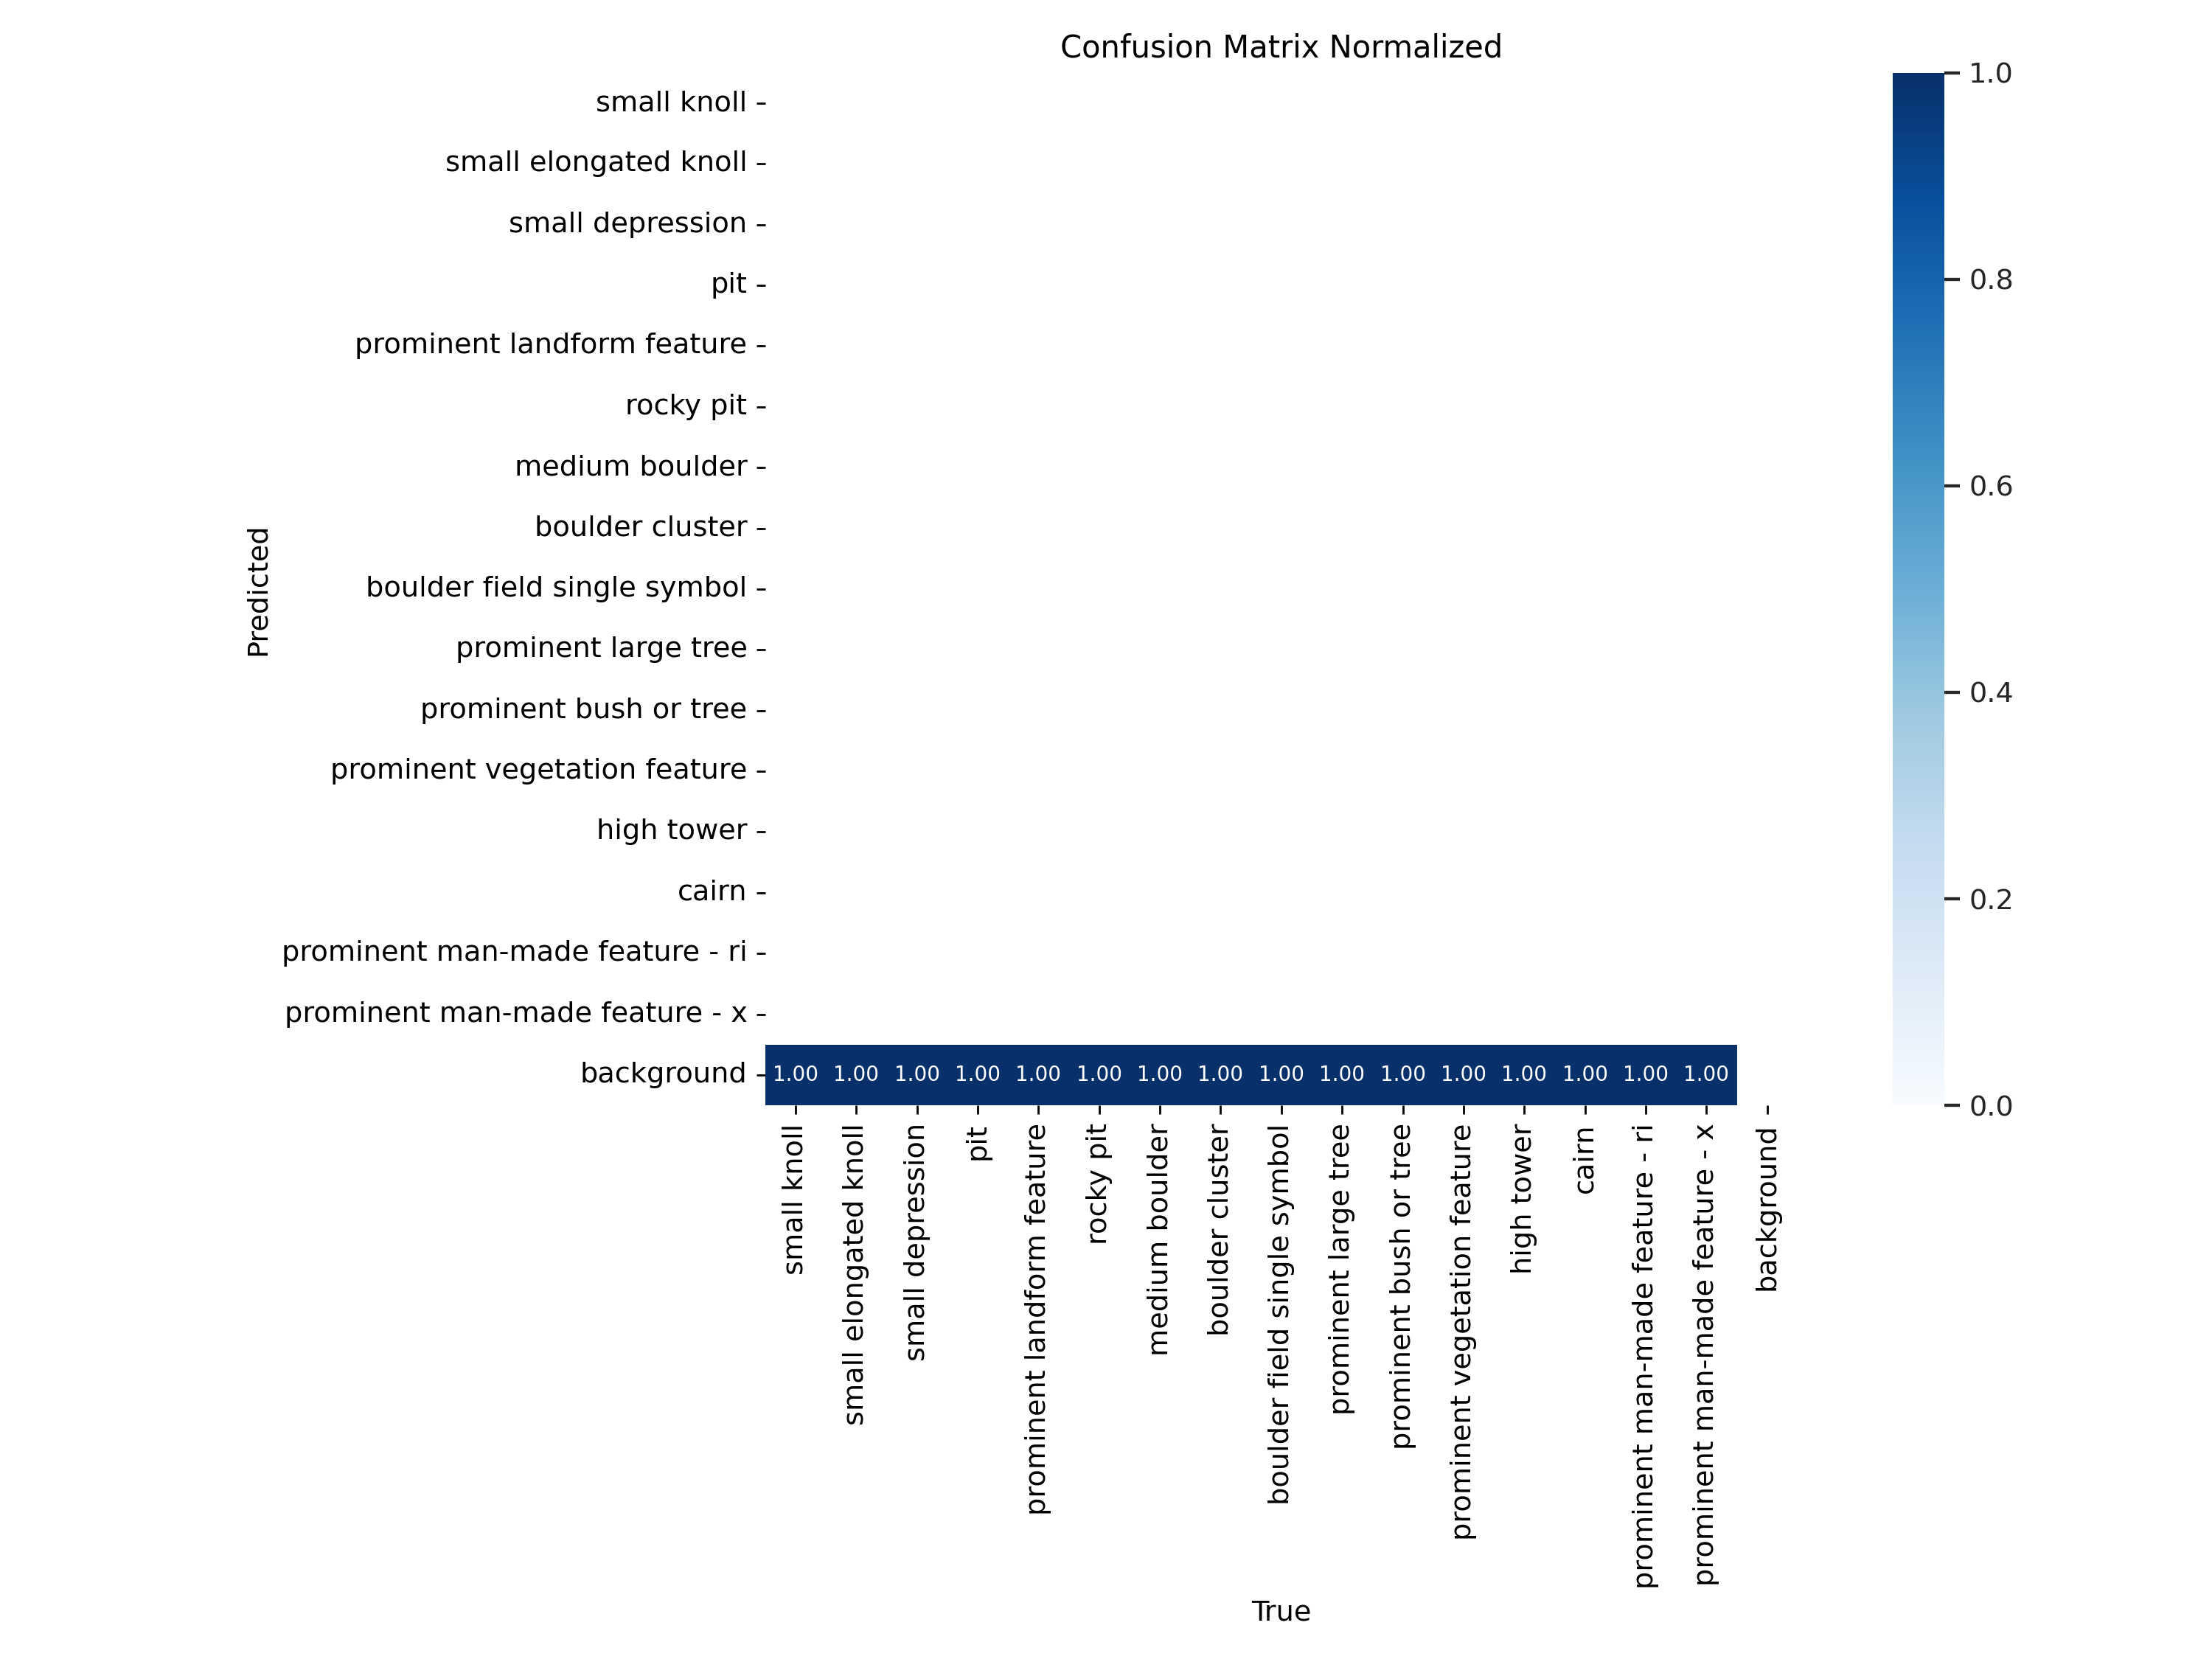 Confusion Matrix Normalized
small knoll
small elongated knoll
small depression
pit
prominent landform feature
rocky pit
medium boulder
boulder cluster
boulder field single symbol
prominent large tree
prominent bush or tree
prominent vegetation feature
high tower
cairn
prominent man-made feature - ri
prominent man-made feature - x
background
Predicted
1.00 1.00 1.00 1.00 1.00 1.00 1.00 1.00 1.00 1.00 1.00 1.00 1.00 1.00 1.00 1.00
small knoll
small elongated knoll
small depression
pit
prominent landform feature
rocky pit
medium boulder
boulder cluster
boulder field single symbol
prominent large tree
prominent bush or tree
prominent vegetation feature
high tower
cairn
prominent man-made feature - ri
prominent man-made feature - x
background
True
1.0
0.8
0.6
0.4
0.2
0.0